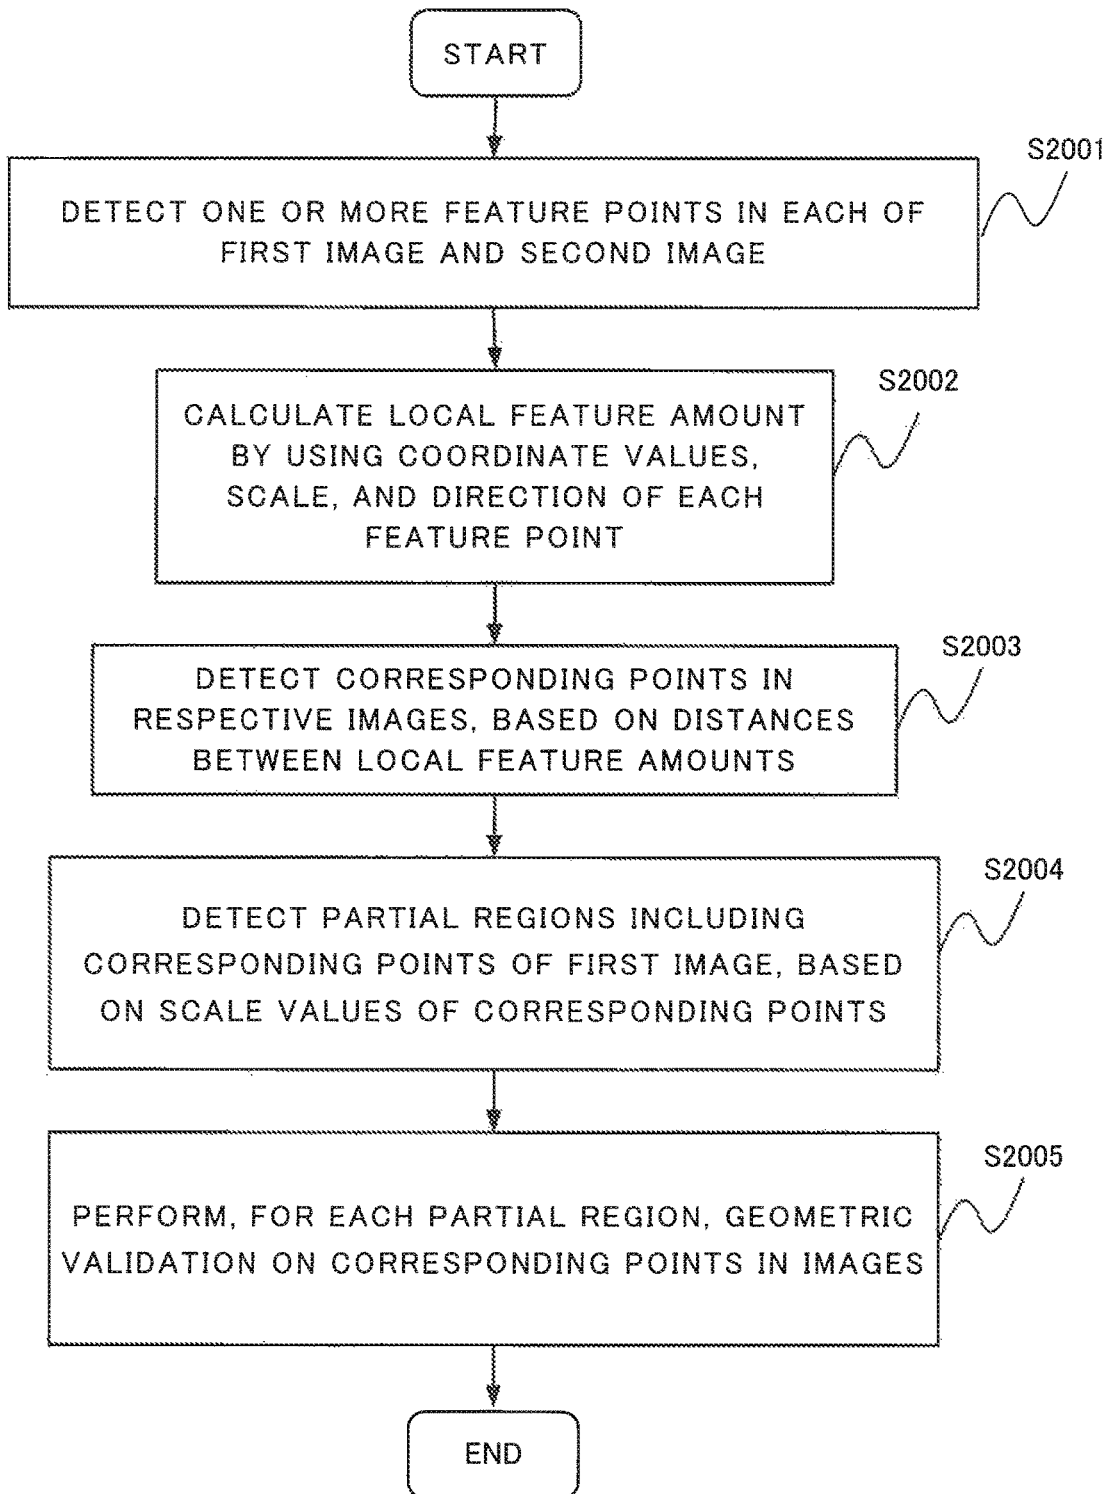 START
S2001
DETECT ONE OR MORE FEATURE POINTS IN EACH OF
FIRST IMAGE AND SECOND IMAGE
S2002
CALCULATE LOCAL FEATURE AMOUNT
BY USING COORDINATE VALUES,
SCALE, AND DIRECTION OF EACH
FEATURE POINT
S2003
DETECT CORRESPONDING POINTS IN
RESPECTIVE IMAGES, BASED ON DISTANCES
BETWEEN LOCAL FEATURE AMOUNTS
S2004
DETECT PARTIAL REGIONS INCLUDING
CORRESPONDING POINTS OF FIRST IMAGE, BASED
ON SCALE VALUES OF CORRESPONDING POINTS
S2005
PERFORM, FOR EACH PARTIAL REGION, GEOMETRIC
VALIDATION ON CORRESPONDING POINTS IN IMAGES
END